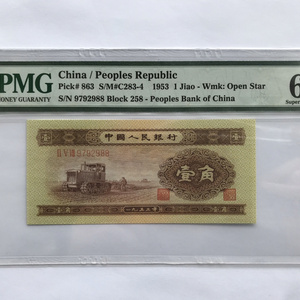 PMG
MONEY GUARANTY
China / Peoples Republic
Pick# 863 S/M#C283-4 1953 1 Jiao - Wmk: Open Star
S/N 9792988 Block 258 - Peoples Bank of China
6
Super
中国人民银行
9792988
壹角